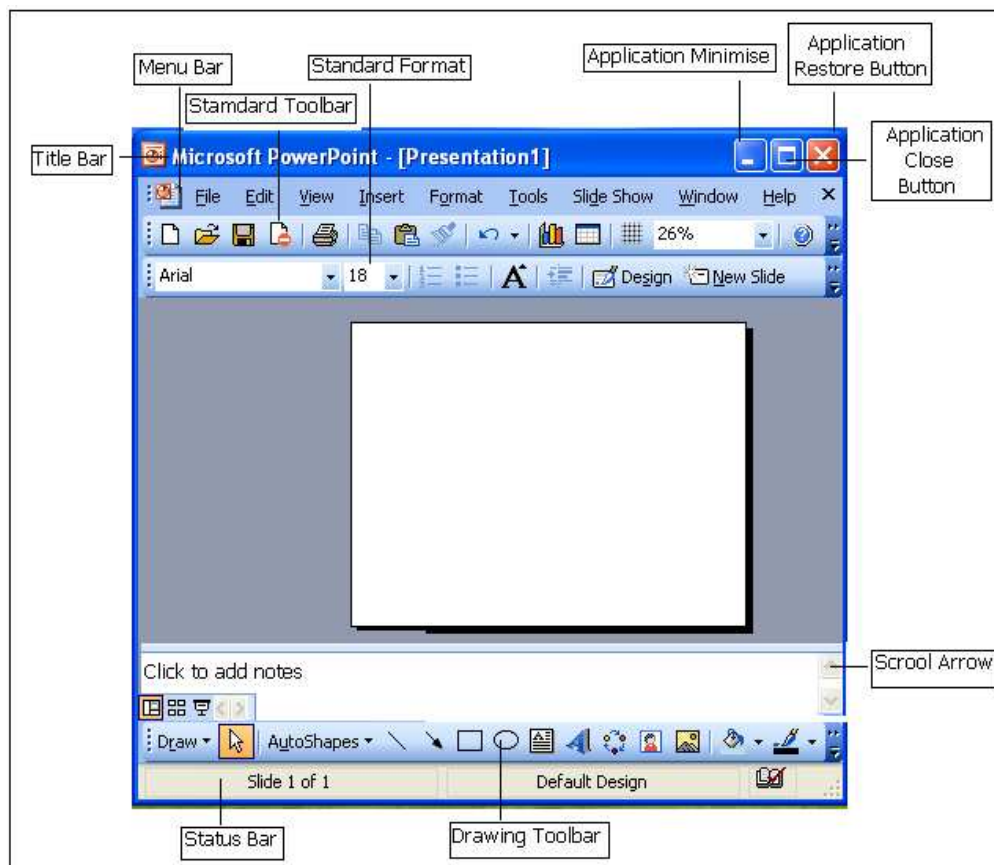 Application
Restore Button
Menu Bar
Standard Format
Application Minimise
Stamdard Toolbar
Title Bar
Microsoft PowerPoint - [Presentation1]
Application
Close
Button
File Edit View Insert Format Tools Slide Show Window Help
26%
Arial 18 Design New Slide
Click to add notes
Scrool Arrow
Draw AutoShapes
Slide 1 of 1 Default Design
Status Bar
Drawing Toolbar